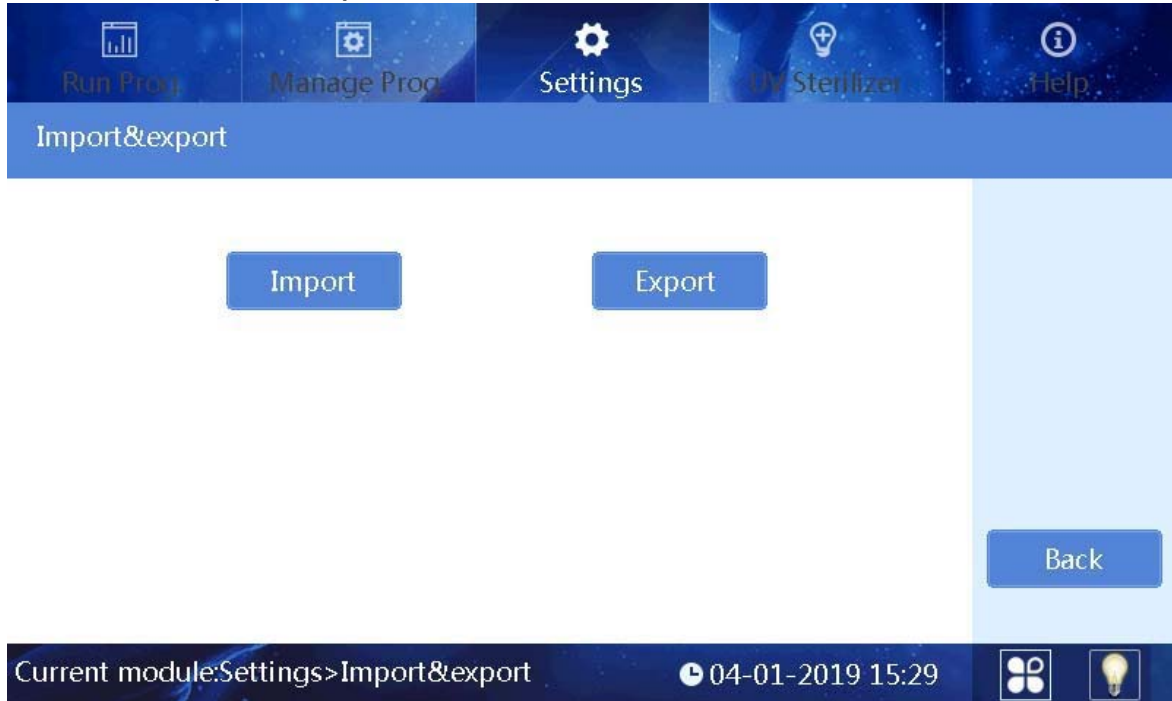 Run Prog.
Manage Prog.
Settings
UV Sterilizer
Help
Import&export
Import
Export
Back
Current module:Settings>Import&export
04-01-2019 15:29